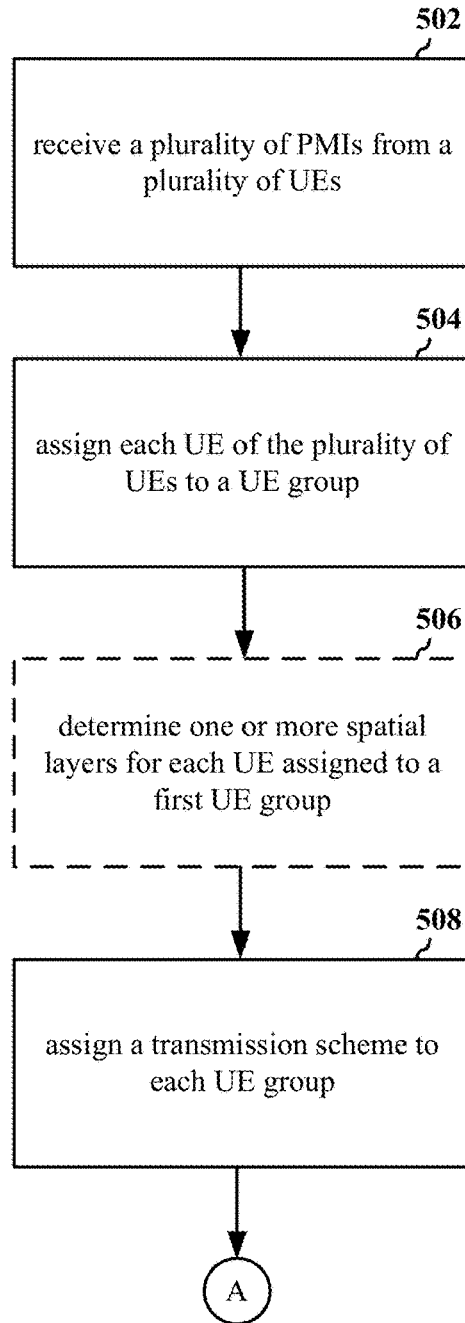 502
receive a plurality of PMIs from a
plurality of UEs
504
assign each UE of the plurality of
UEs to a UE group
506
determine one or more spatial
layers for each UE assigned to a
first UE group
508
assign a transmission scheme to
each UE group
A